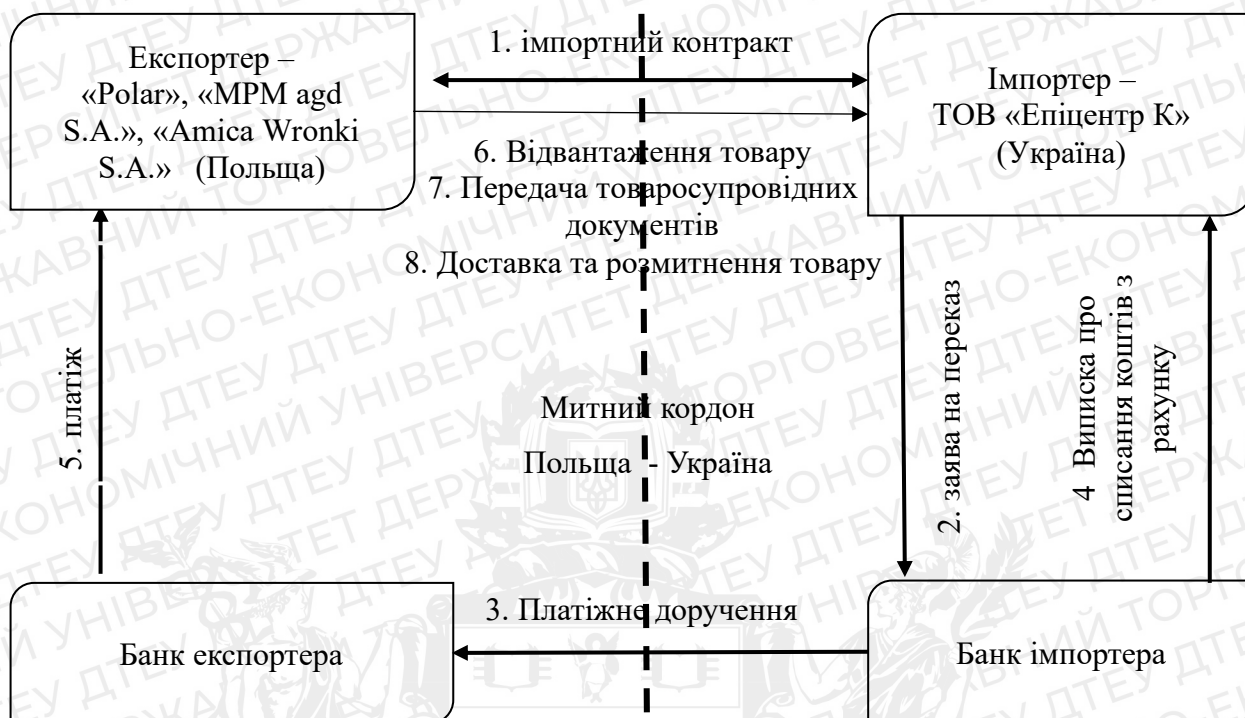 1. імпортний контракт
Експортер –
«Polar», «MPM agd
S.A.», «Amica Wronki
S.A.» (Польща)
Імпортер –
ТОВ «Епіцентр К»
(Україна)
6. Відвантаження товару
7. Передача товаросупровідних
документів
8. Доставка та розмитнення товару
5. платіж
Митний кордон
Польща - Україна
2. заява на переказ
4 Виписка про
списання коштів з
рахунку
3. Платіжне доручення
Банк експортера
Банк імпортера